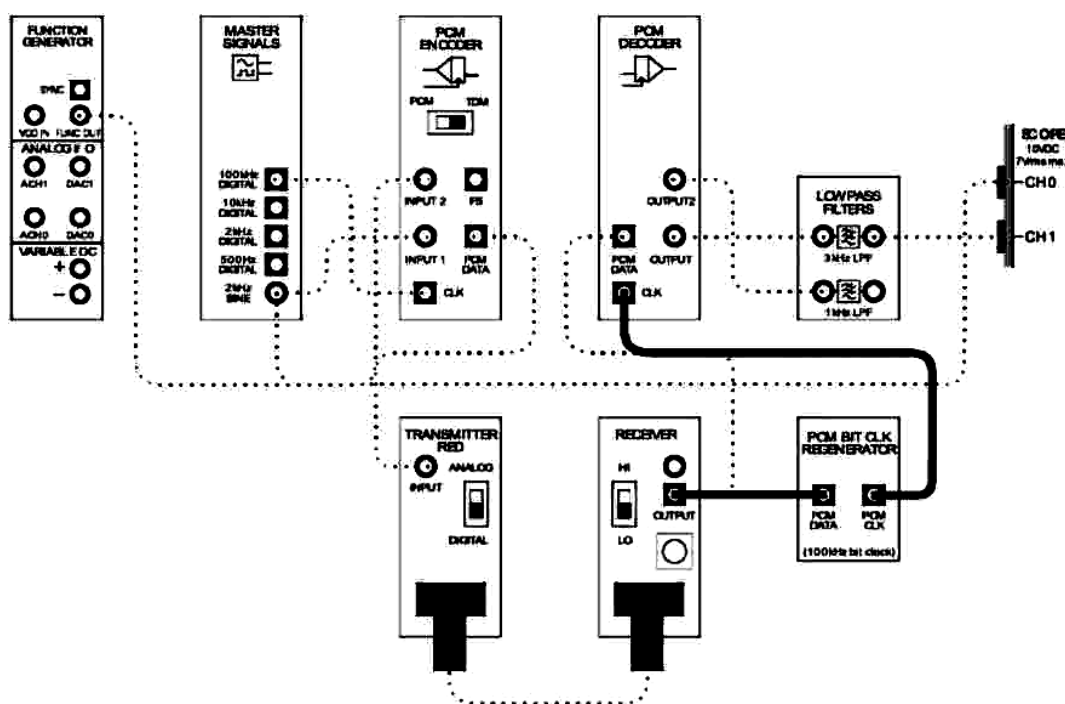 FUNCTION
GENERATOR
SYNC
VCO IN FUNC OUT
ANALOG I/O
ACH1 DAC1
ACH0 DAC0
VARIABLE DC
+
−
MASTER
SIGNALS
100kHz
DIGITAL
10kHz
DIGITAL
2kHz
DIGITAL
500Hz
DIGITAL
2kHz
SINE
PCM
ENCODER
PCM TDM
INPUT 2 FS
INPUT 1 PCM
DATA
CLK
PCM
DECODER
OUTPUT2
PCM
DATA
OUTPUT
CLK
LOWPASS
FILTERS
3kHz LPF
1kHz LPF
SCOPE
10VDC
CH0
CH1
TRANSMITTER
RED
ANALOG
INPUT
DIGITAL
RECEIVER
HI
OUTPUT
LO
PCM BIT CLK
REGENERATOR
PCM
DATA
PCM
CLK
(100kHz bit clock)